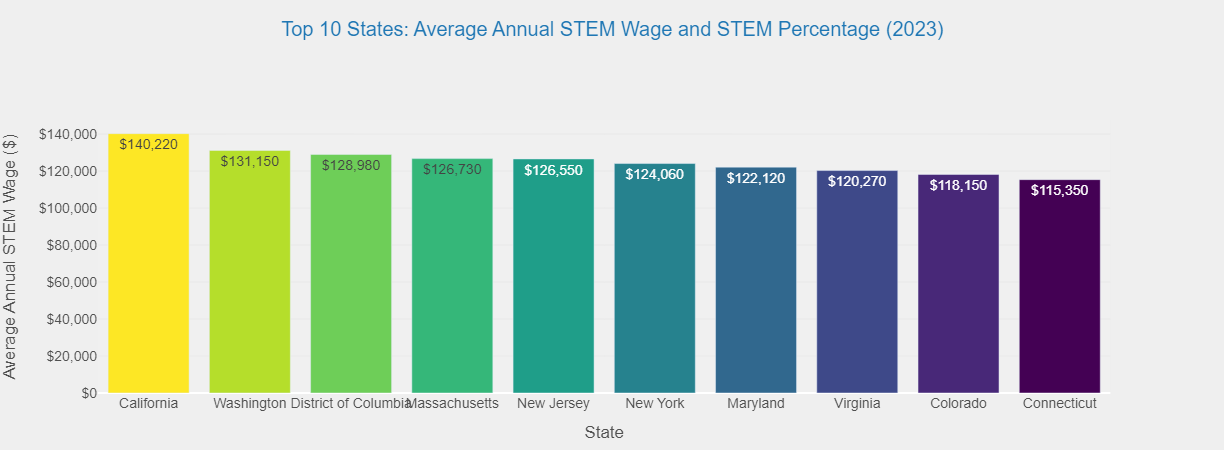 Top 10 States: Average Annual STEM Wage and STEM Percentage (2023)
Average Annual STEM Wage ($)
$140,000
$120,000
$100,000
$80,000
$60,000
$40,000
$20,000
$0
$140,220
$131,150
$128,980
$126,730
$126,550
$124,060
$122,120
$120,270
$118,150
$115,350
California
Washington
District of Columbia
Massachusetts
New Jersey
New York
Maryland
Virginia
Colorado
Connecticut
State